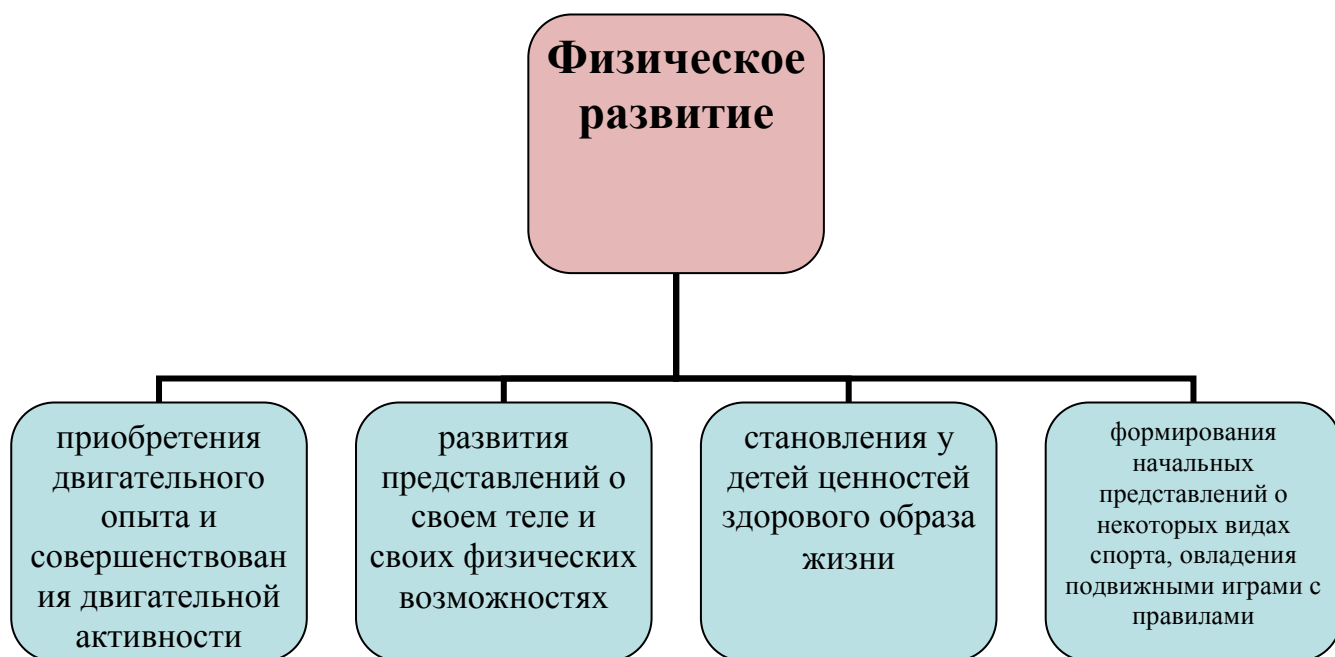 Физическое
развитие
приобретения
двигательного
опыта и
совершенствован
ия двигательной
активности
развития
представлений о
своем теле и
своих физических
возможностях
становления у
детей ценностей
здорового образа
жизни
формирования
начальных
представлений о
некоторых видах
спорта, овладения
подвижными играми с
правилами